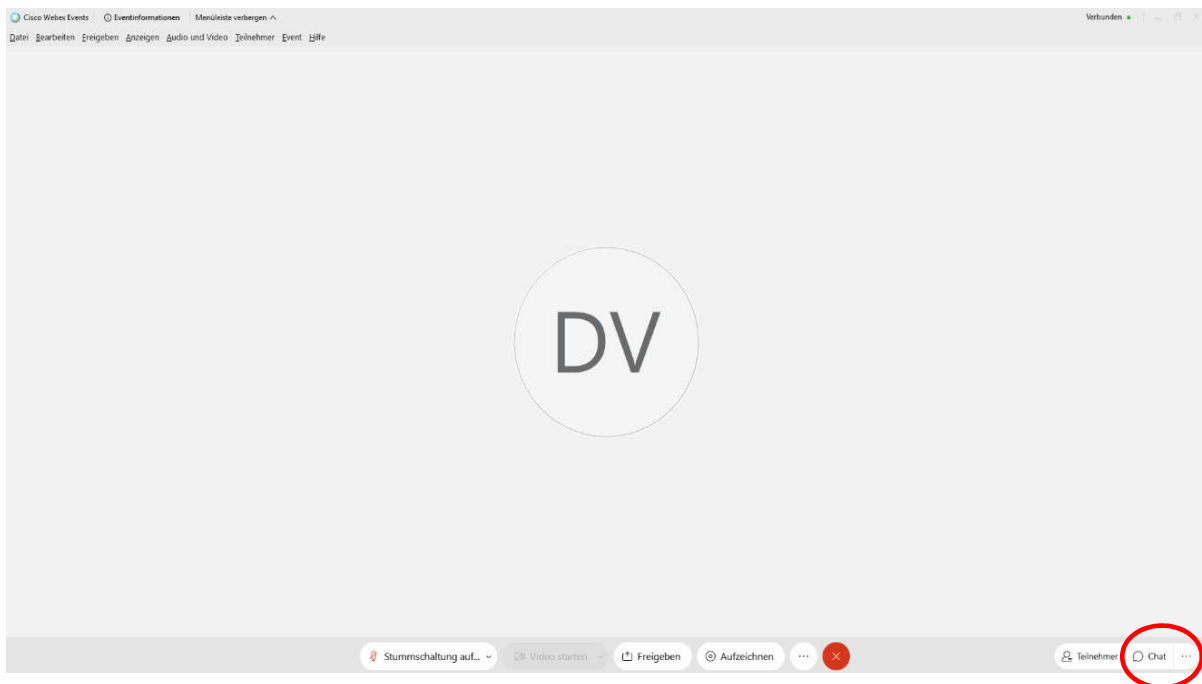 Cisco Webex Events Eventinformationen Menüleiste verbergen Verbunden
Datei Bearbeiten Freigeben Anzeigen Audio und Video Teilnehmer Event Hilfe
DV
Stummschaltung auf... Video starten Freigeben Aufzeichnen ... Teilnehmer Chat ...